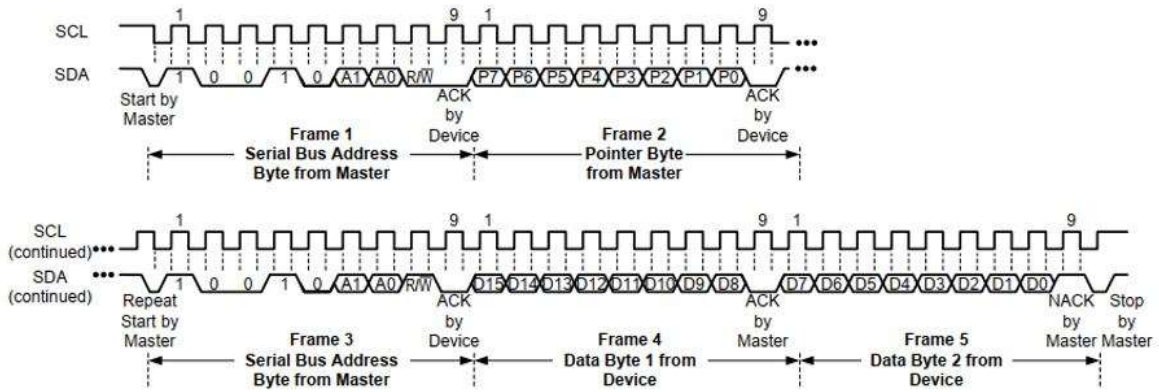 1 9 1 9
SCL
SDA
1 0 0 1 0 A1 A0 R/W P7 P6 P5 P4 P3 P2 P1 P0
Start by
Master
ACK
by
Device
ACK
by
Device
Frame 1
Serial Bus Address
Byte from Master
Frame 2
Pointer Byte
from Master
1 9 1 9 1 9
SCL
(continued)
SDA
(continued)
1 0 0 1 0 A1 A0 R/W D15 D14 D13 D12 D11 D10 D9 D8 D7 D6 D5 D4 D3 D2 D1 D0
Repeat
Start by
Master
ACK
by
Device
ACK
by
Master
NACK
by
Master
Stop
by
Master
Frame 3
Serial Bus Address
Byte from Master
Frame 4
Data Byte 1 from
Device
Frame 5
Data Byte 2 from
Device